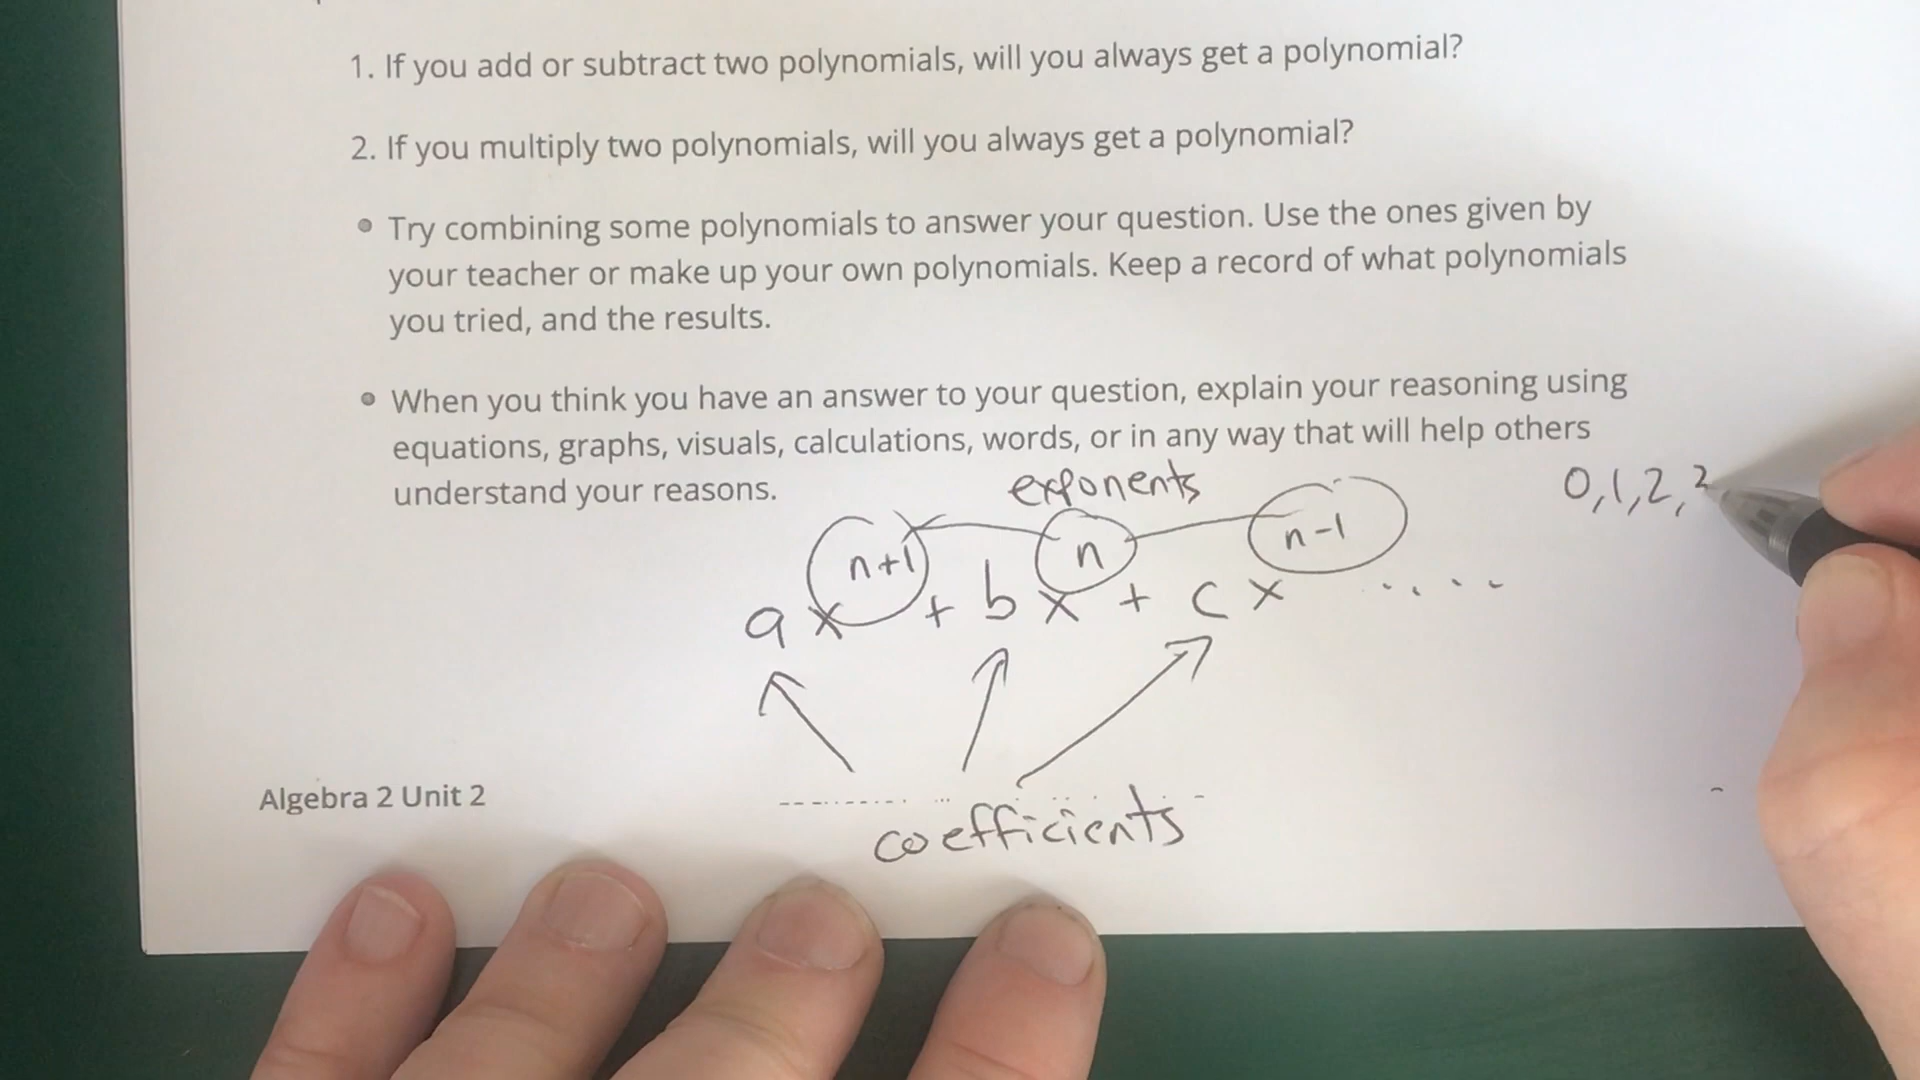 1. If you add or subtract two polynomials, will you always get a polynomial?
2. If you multiply two polynomials, will you always get a polynomial?
• Try combining some polynomials to answer your question. Use the ones given by
your teacher or make up your own polynomials. Keep a record of what polynomials
you tried, and the results.
• When you think you have an answer to your question, explain your reasoning using
equations, graphs, visuals, calculations, words, or in any way that will help others
understand your reasons.
exponents
0,1,2,
ax^(n+1) + bx^n + cx^(n-1) ....
coefficients
Algebra 2 Unit 2